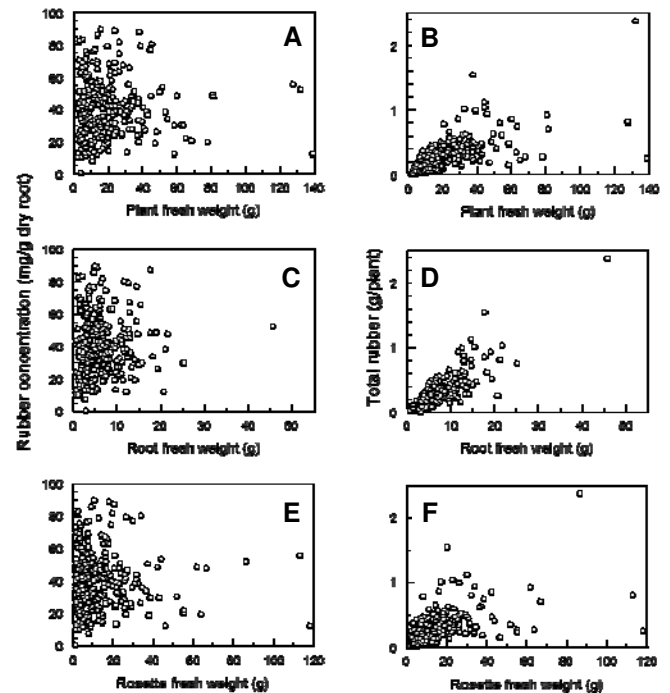 Rubber concentration (mg/g dry root)
Total rubber (g/plant)
A
100
80
60
40
20
0
0 20 40 60 80 100 120 140
Plant fresh weight (g)
B
2
1
0
0 20 40 60 80 100 120 140
Plant fresh weight (g)
C
100
80
60
40
20
0
0 10 20 30 40 50
Root fresh weight (g)
D
2
1
0
0 10 20 30 40 50
Root fresh weight (g)
E
100
80
60
40
20
0
0 20 40 60 80 100 120
Rosette fresh weight (g)
F
2
1
0
0 20 40 60 80 100 120
Rosette fresh weight (g)